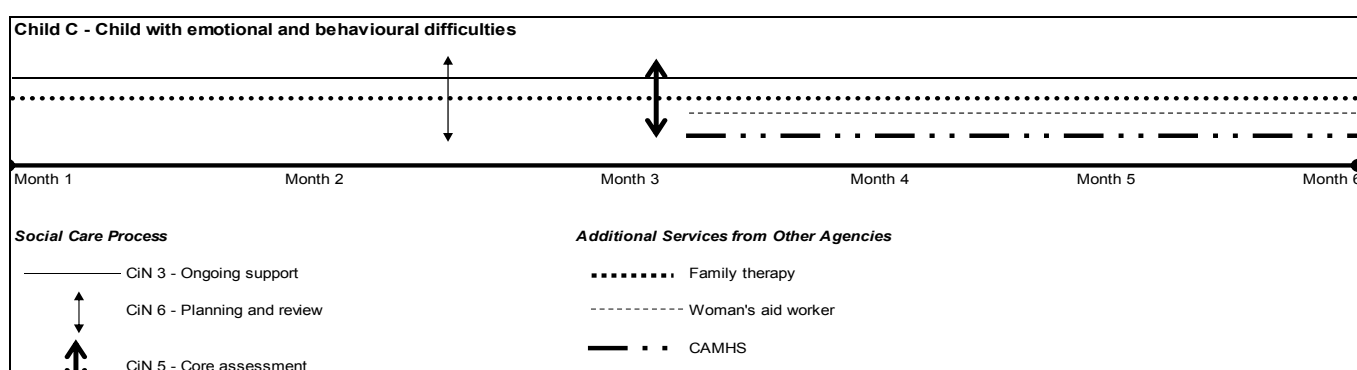 Child C - Child with emotional and behavioural difficulties
Month 1 Month 2 Month 3 Month 4 Month 5 Month 6
Social Care Process Additional Services from Other Agencies
CiN 3 - Ongoing support Family therapy
CiN 6 - Planning and review Woman's aid worker
CAMHS
CiN 5 - Core assessment